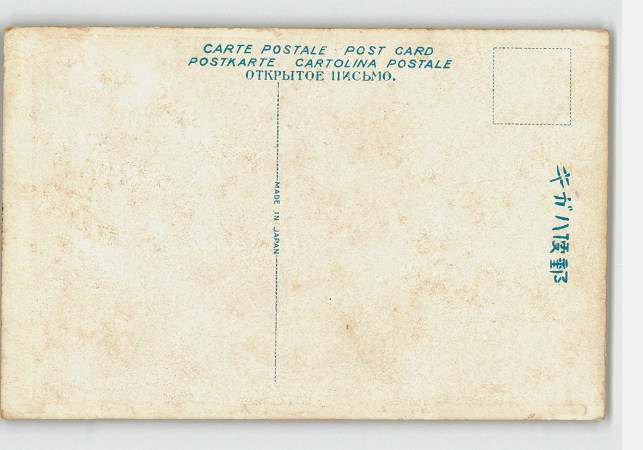 CARTE POSTALE POST CARD
POSTKARTE CARTOLINA POSTALE
ОТКРЫТОЕ ПИСЬМО.
MADE IN JAPAN
キガハ便郵